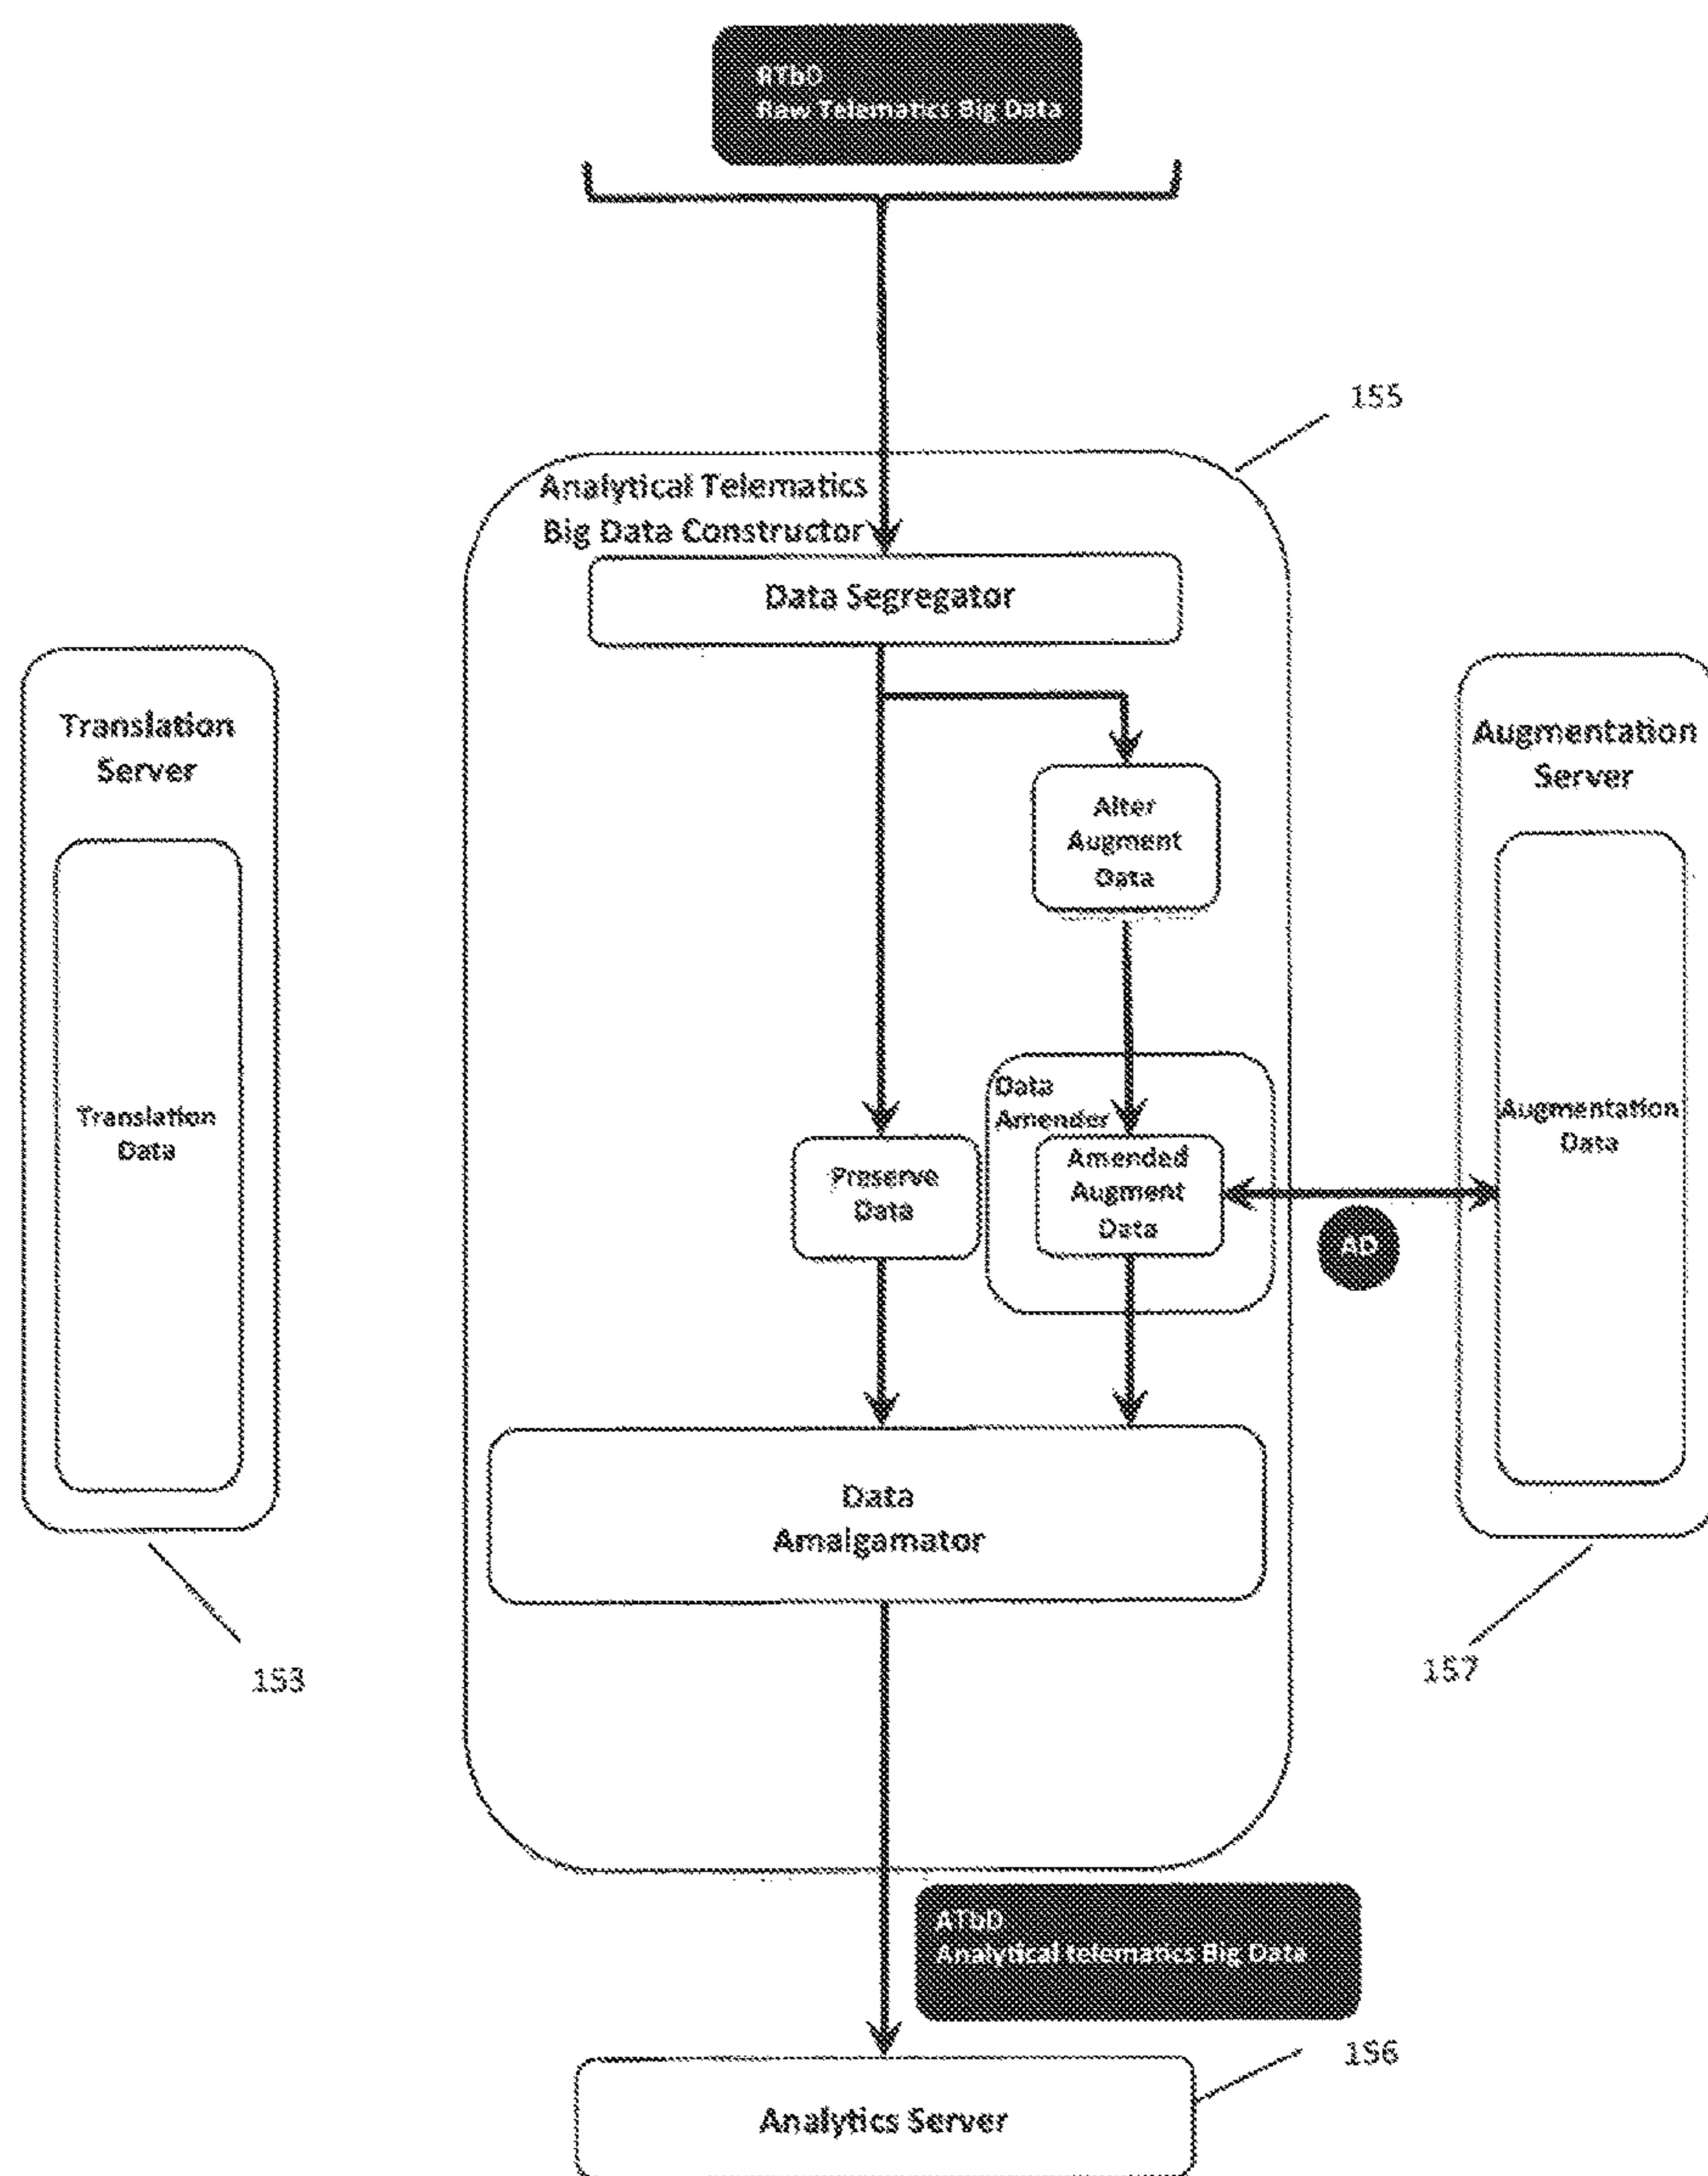 ATbD
Raw Telematics Big Data
155
Analytical Telematics
Big Data Constructor
Data Segregator
Translation
Server
Augmentation
Server
Alter
Augment
Data
Data
Amender
Translation
Data
Augmentation
Data
Preserve
Data
Amended
Augment
Data
AD
Data
Amalgamator
153
157
ATbD
Analytical telematics Big Data
156
Analytics Server